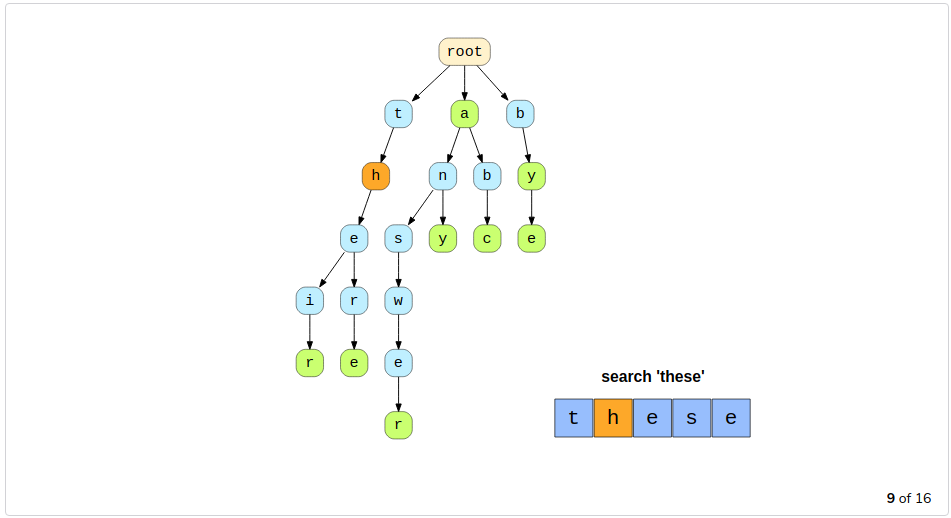 root
t a b
h n b y
e s y c e
i r w
r e e
r
search 'these'
t h e s e
9 of 16